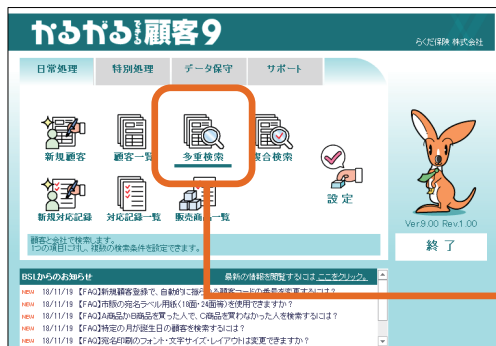 かるがるできる顧客9
らくだ保険 株式会社
日常処理 特別処理 データ保守 サポート
新規顧客 顧客一覧 多重検索 複合検索
設定
新規対応記録 対応記録一覧 販売商品一覧
Ver.9.00 Rev.1.00
終了
顧客と会社で検索します。
1つの項目に対し、複数の検索条件を設定できます。
BSLからのお知らせ 最新の情報を閲覧するにはここをクリック。
NEW 18/11/19 【FAQ】新規顧客登録で、自動的に振られる顧客コードの番号を変更するには？
NEW 18/11/19 【FAQ】市販の宛名ラベル用紙(18面・24面等)を使用できますか？
NEW 18/11/19 【FAQ】A商品かB商品を買った人で、C商品を買わなかった人を検索するには？
NEW 18/11/19 【FAQ】特定の月が誕生日の顧客を検索するには？
NEW 18/11/19 【FAQ】宛名印刷のフォント・文字サイズ・レイアウトは変更できますか？